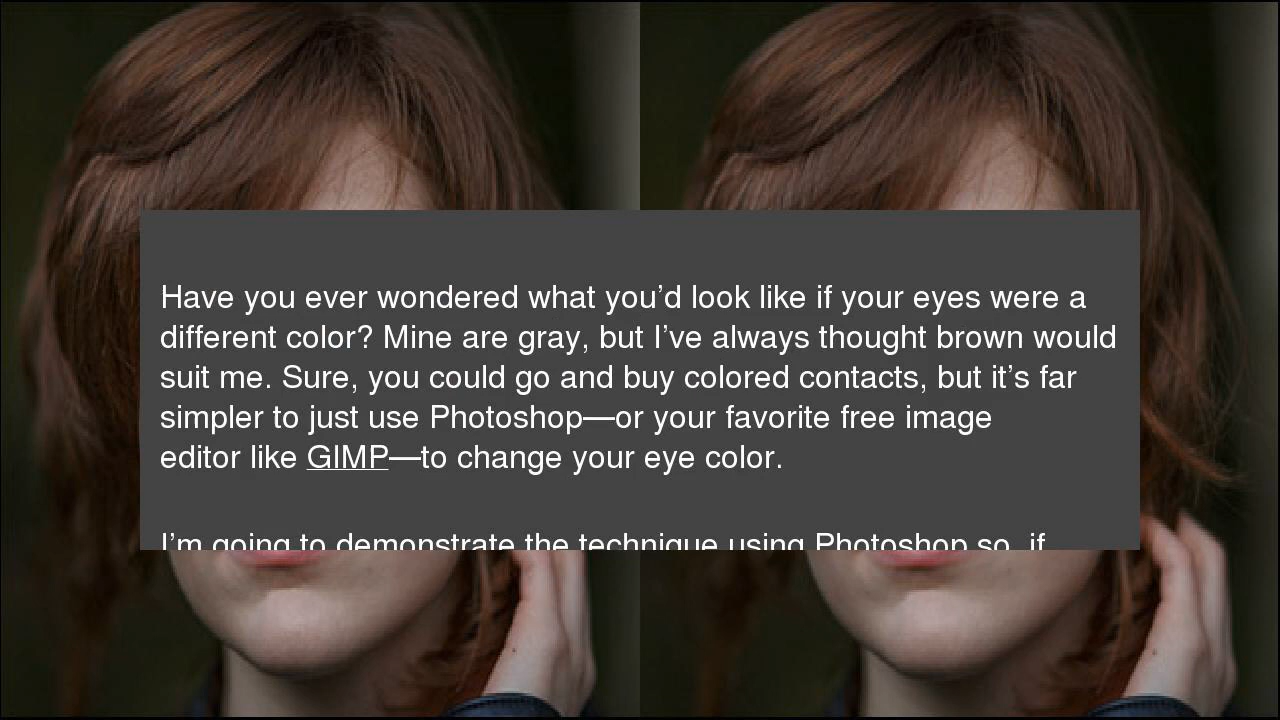 Have you ever wondered what you’d look like if your eyes were a
different color? Mine are gray, but I’ve always thought brown would
suit me. Sure, you could go and buy colored contacts, but it’s far
simpler to just use Photoshop—or your favorite free image
editor like GIMP—to change your eye color.
I’m going to demonstrate the technique using Photoshop so, if